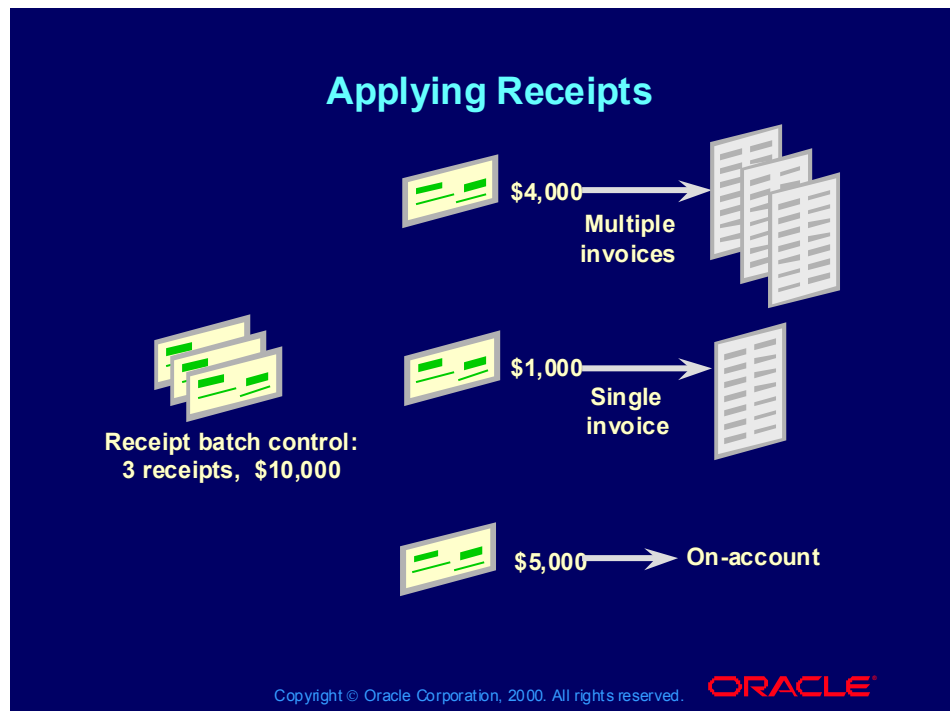 Applying Receipts
$4,000
Multiple
invoices
$1,000
Single
invoice
Receipt batch control:
3 receipts, $10,000
$5,000
On-account
Copyright © Oracle Corporation, 2000. All rights reserved.
ORACLE®